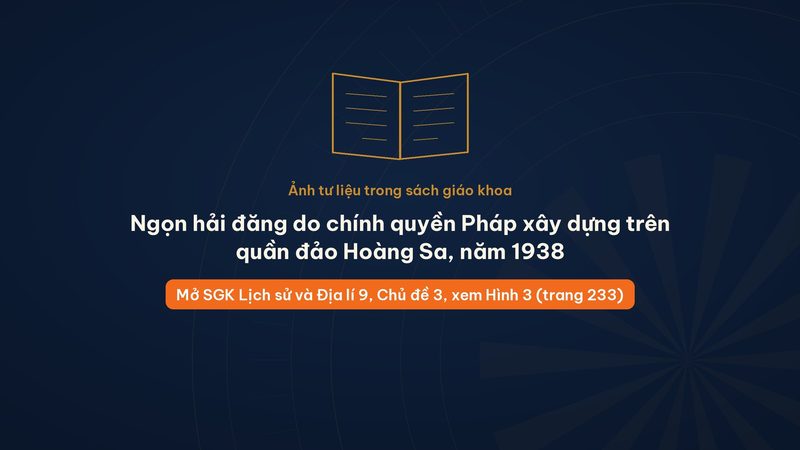 Ảnh tư liệu trong sách giáo khoa
Ngọn hải đăng do chính quyền Pháp xây dựng trên
quần đảo Hoàng Sa, năm 1938
Mở SGK Lịch sử và Địa lí 9, Chủ đề 3, xem Hình 3 (trang 233)